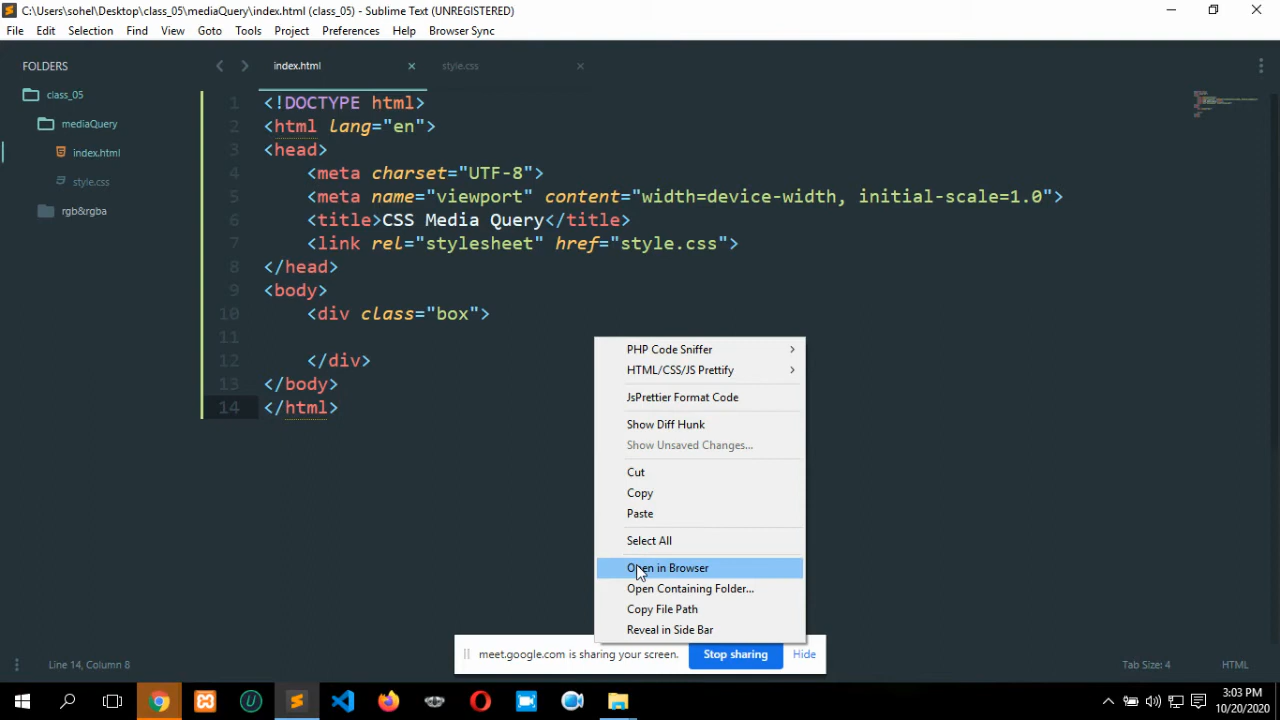 C:\Users\sohel\Desktop\class_05\mediaQuery\index.html (class_05) - Sublime Text (UNREGISTERED)
File Edit Selection Find View Goto Tools Project Preferences Help Browser Sync
FOLDERS
class_05
mediaQuery
index.html
style.css
rgb&rgba
index.html
style.css
1 <!DOCTYPE html>
2 <html lang="en">
3 <head>
4 <meta charset="UTF-8">
5 <meta name="viewport" content="width=device-width, initial-scale=1.0">
6 <title>CSS Media Query</title>
7 <link rel="stylesheet" href="style.css">
8 </head>
9 <body>
10 <div class="box">
11
12 </div>
13 </body>
14 </html>
PHP Code Sniffer
HTML/CSS/JS Prettify
JsPrettier Format Code
Show Diff Hunk
Show Unsaved Changes...
Cut
Copy
Paste
Select All
Open in Browser
Open Containing Folder...
Copy File Path
Reveal in Side Bar
meet.google.com is sharing your screen. Stop sharing Hide
Line 14, Column 8 Tab Size: 4 HTML
3:03 PM
10/20/2020